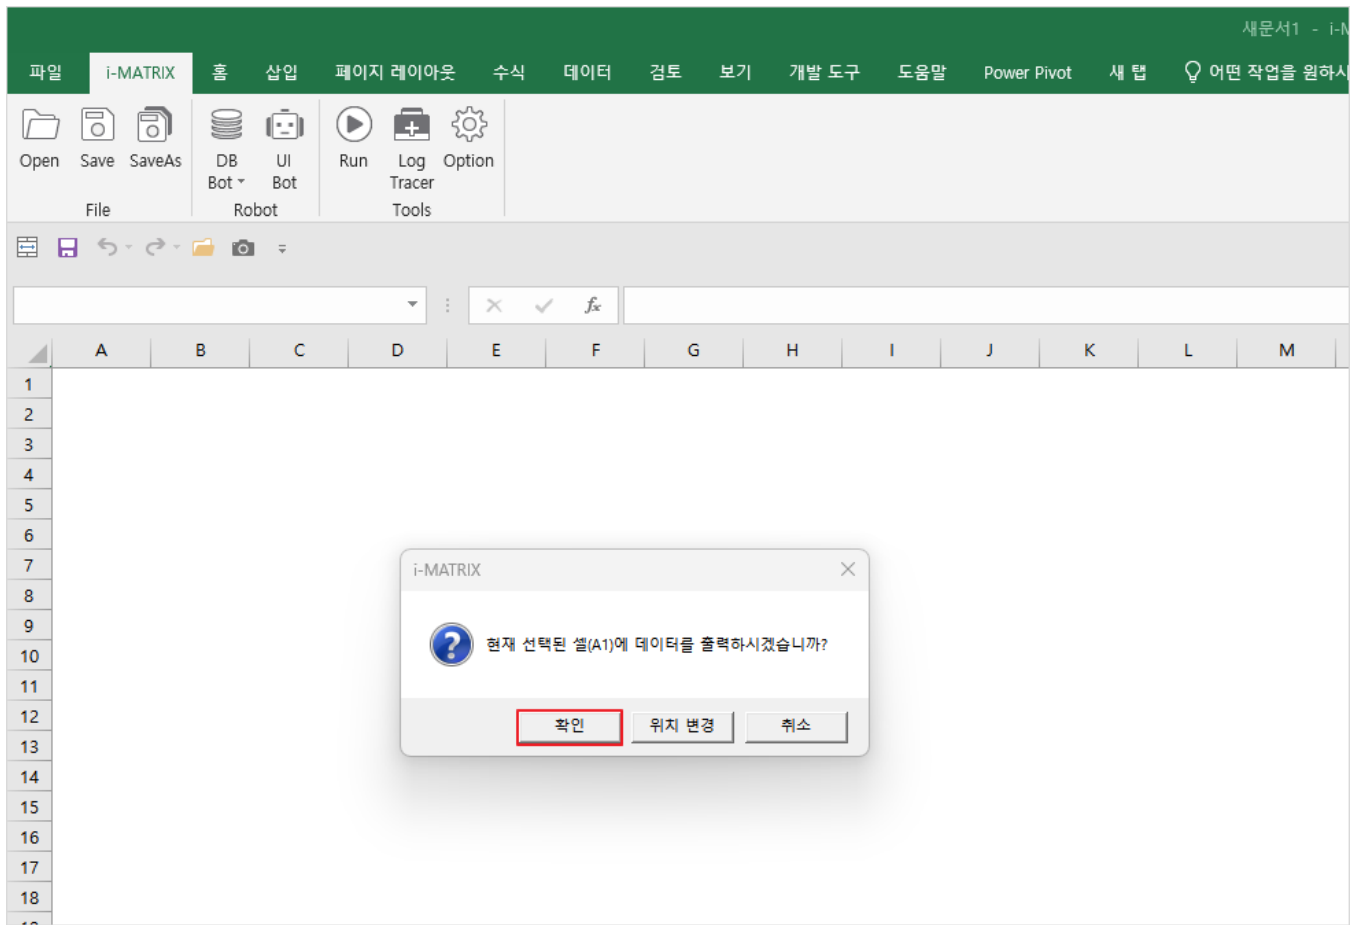 새문서1 - i-M
파일 i-MATRIX 홈 삽입 페이지 레이아웃 수식 데이터 검토 보기 개발 도구 도움말 Power Pivot 새 탭 어떤 작업을 원하시
Open Save SaveAs DB Bot UI Bot Run Log Tracer Option
File Robot Tools
fx
A B C D E F G H I J K L M
1
2
3
4
5
6
7
8
9
10
11
12
13
14
15
16
17
18
i-MATRIX
현재 선택된 셀(A1)에 데이터를 출력하시겠습니까?
확인 위치 변경 취소